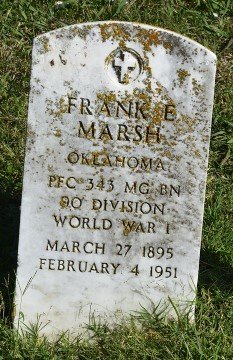 FRANK E
MARSH
OKLAHOMA
PFC 343 MG BN
90 DIVISION
WORLD WAR I
MARCH 27 1895
FEBRUARY 4 1951